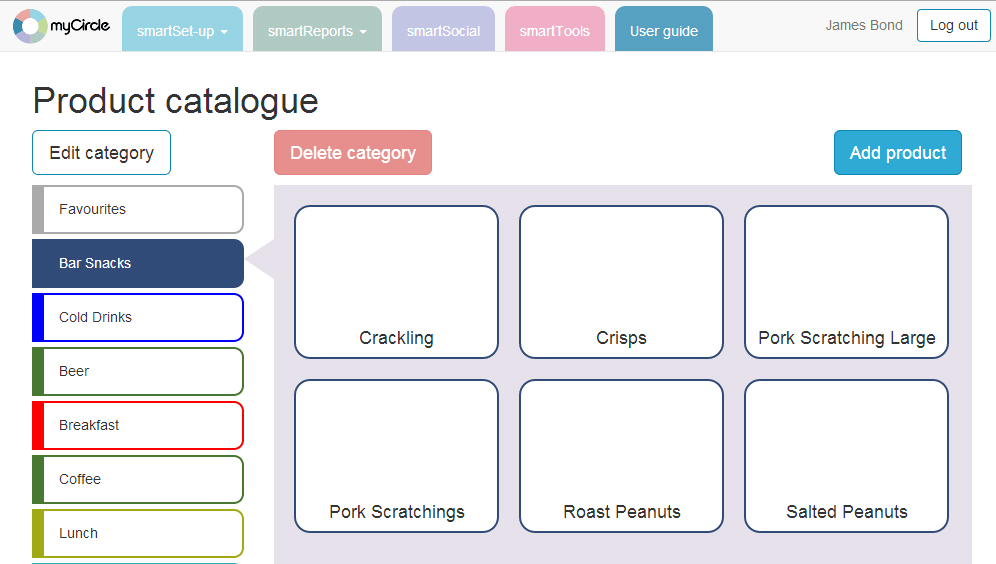 myCircle
smartSet-up
smartReports
smartSocial
smartTools
User guide
James Bond
Log out
Product catalogue
Edit category
Delete category
Add product
Favourites
Bar Snacks
Cold Drinks
Beer
Breakfast
Coffee
Lunch
Crackling
Crisps
Pork Scratching Large
Pork Scratchings
Roast Peanuts
Salted Peanuts